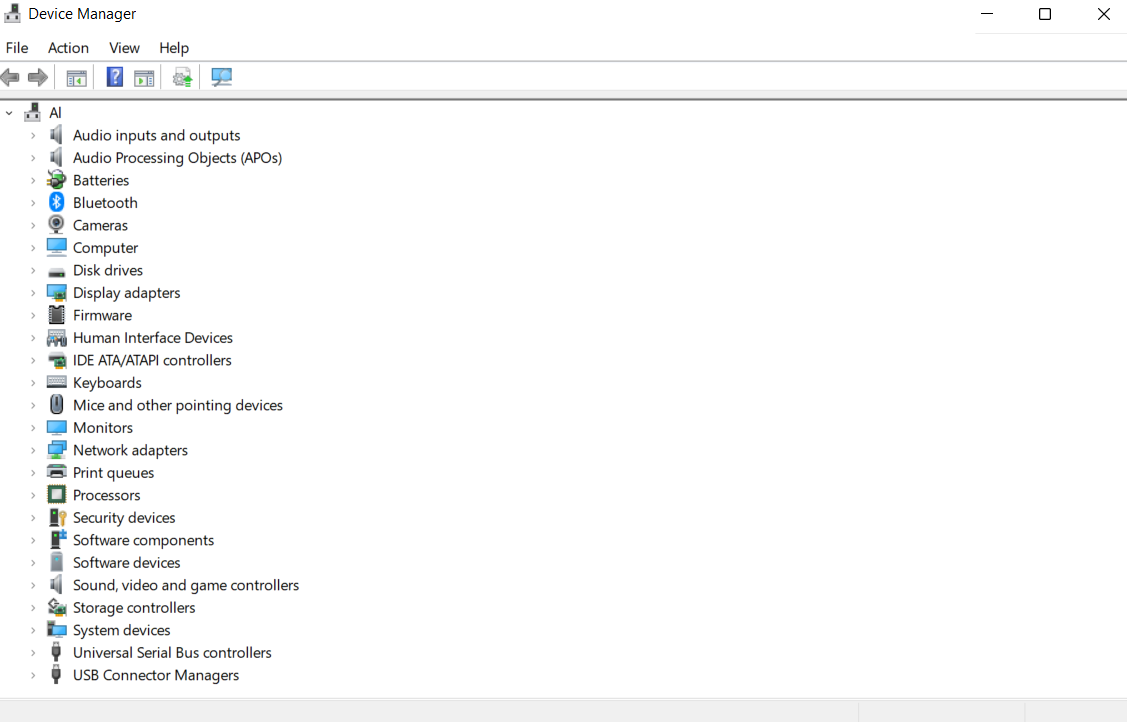 Device Manager
File Action View Help
AI
Audio inputs and outputs
Audio Processing Objects (APOs)
Batteries
Bluetooth
Cameras
Computer
Disk drives
Display adapters
Firmware
Human Interface Devices
IDE ATA/ATAPI controllers
Keyboards
Mice and other pointing devices
Monitors
Network adapters
Print queues
Processors
Security devices
Software components
Software devices
Sound, video and game controllers
Storage controllers
System devices
Universal Serial Bus controllers
USB Connector Managers